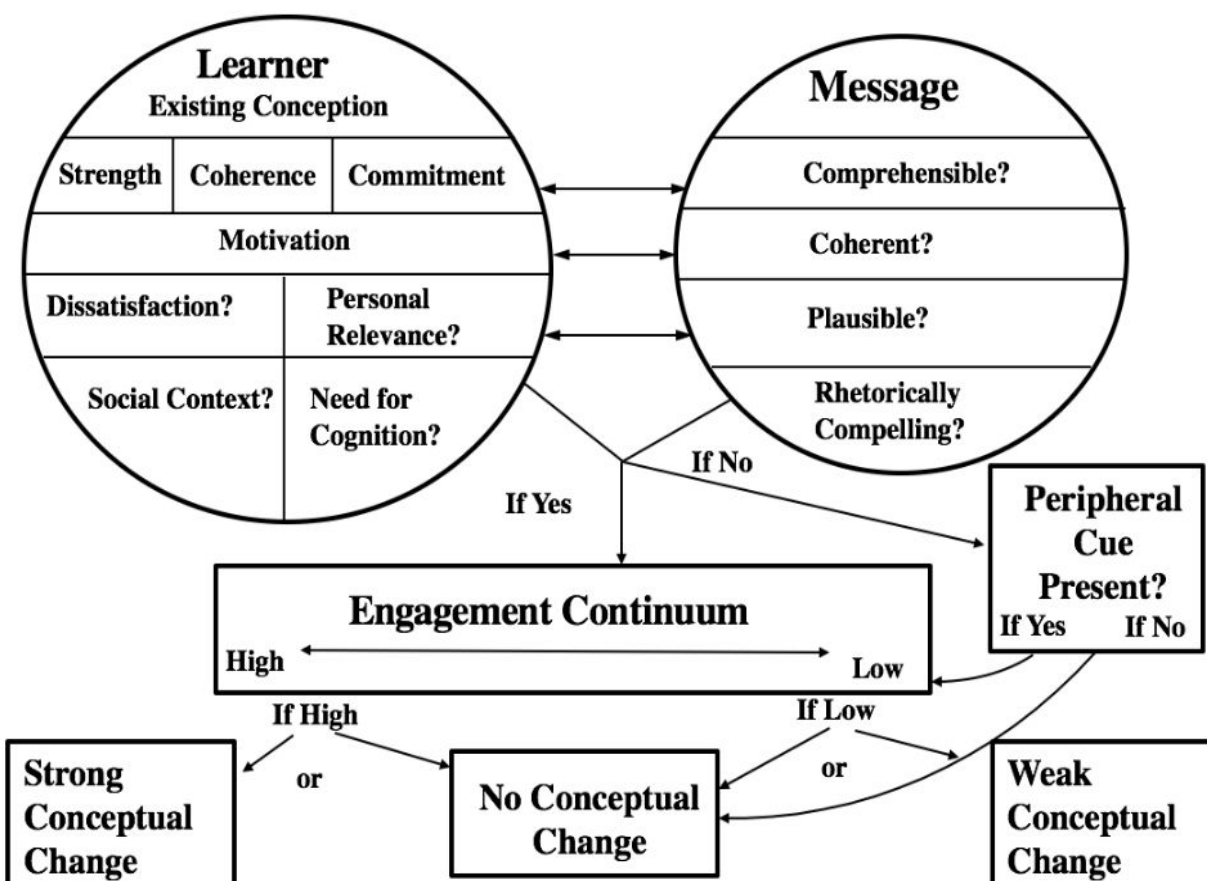 Learner
Existing Conception
Strength
Coherence
Commitment
Motivation
Dissatisfaction?
Personal
Relevance?
Social Context?
Need for
Cognition?
Message
Comprehensible?
Coherent?
Plausible?
Rhetorically
Compelling?
If No
If Yes
Peripheral
Cue
Present?
If Yes
If No
Engagement Continuum
High
Low
If High
or
If Low
or
Strong
Conceptual
Change
No Conceptual
Change
Weak
Conceptual
Change